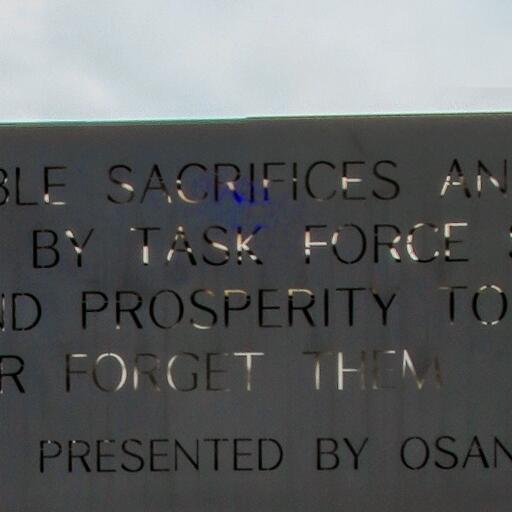 BLE SACRIFICES AN
BY TASK FORCE S
ND PROSPERITY TO
R FORGET THEM
PRESENTED BY OSAN